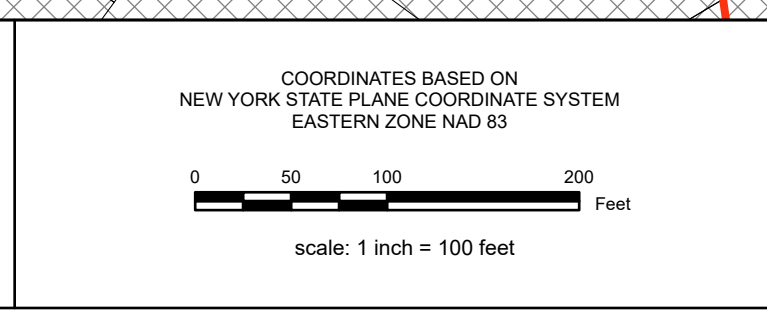 COORDINATES BASED ON
NEW YORK STATE PLANE COORDINATE SYSTEM
EASTERN ZONE NAD 83
0 50 100 200
Feet
scale: 1 inch = 100 feet